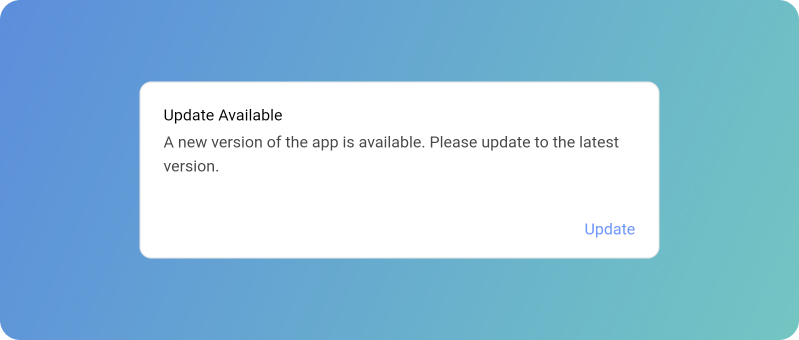 Update Available
A new version of the app is available. Please update to the latest
version.
Update